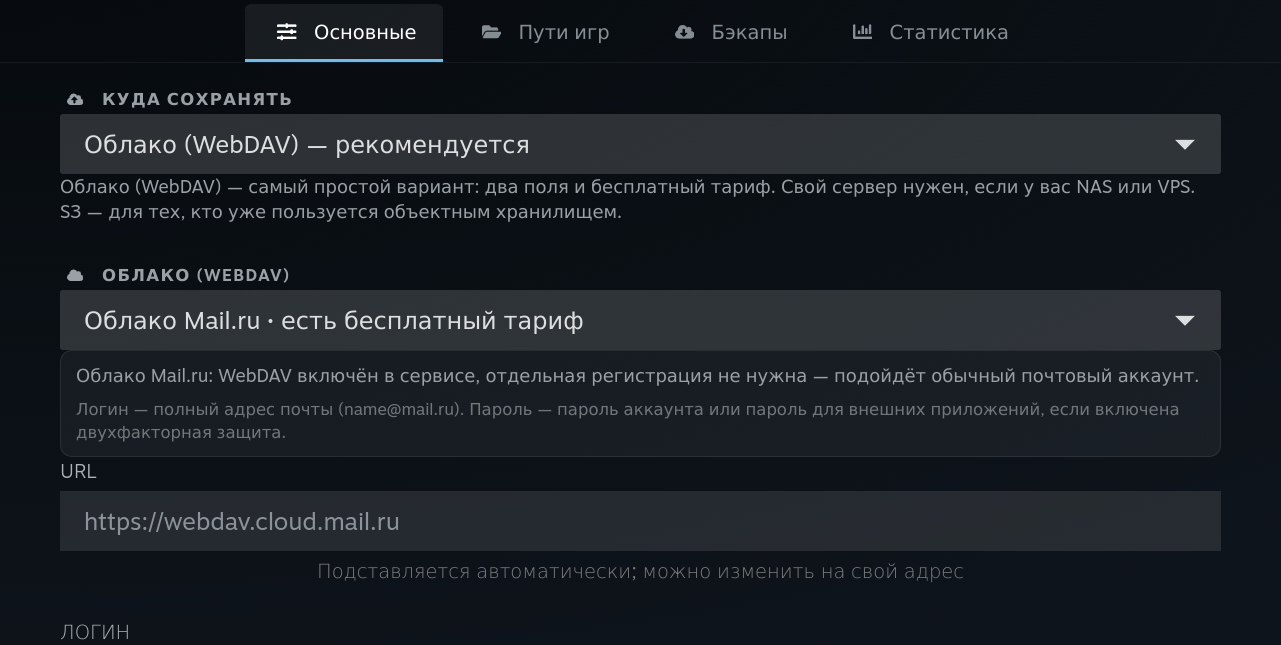 Основные Пути игр Бэкапы Статистика
КУДА СОХРАНЯТЬ
Облако (WebDAV) — рекомендуется
Облако (WebDAV) — самый простой вариант: два поля и бесплатный тариф. Свой сервер нужен, если у вас NAS или VPS.
S3 — для тех, кто уже пользуется объектным хранилищем.
ОБЛАКО (WEBDAV)
Облако Mail.ru · есть бесплатный тариф
Облако Mail.ru: WebDAV включён в сервисе, отдельная регистрация не нужна — подойдёт обычный почтовый аккаунт.
Логин — полный адрес почты (name@mail.ru). Пароль — пароль аккаунта или пароль для внешних приложений, если включена
двухфакторная защита.
URL
https://webdav.cloud.mail.ru
Подставляется автоматически; можно изменить на свой адрес
ЛОГИН